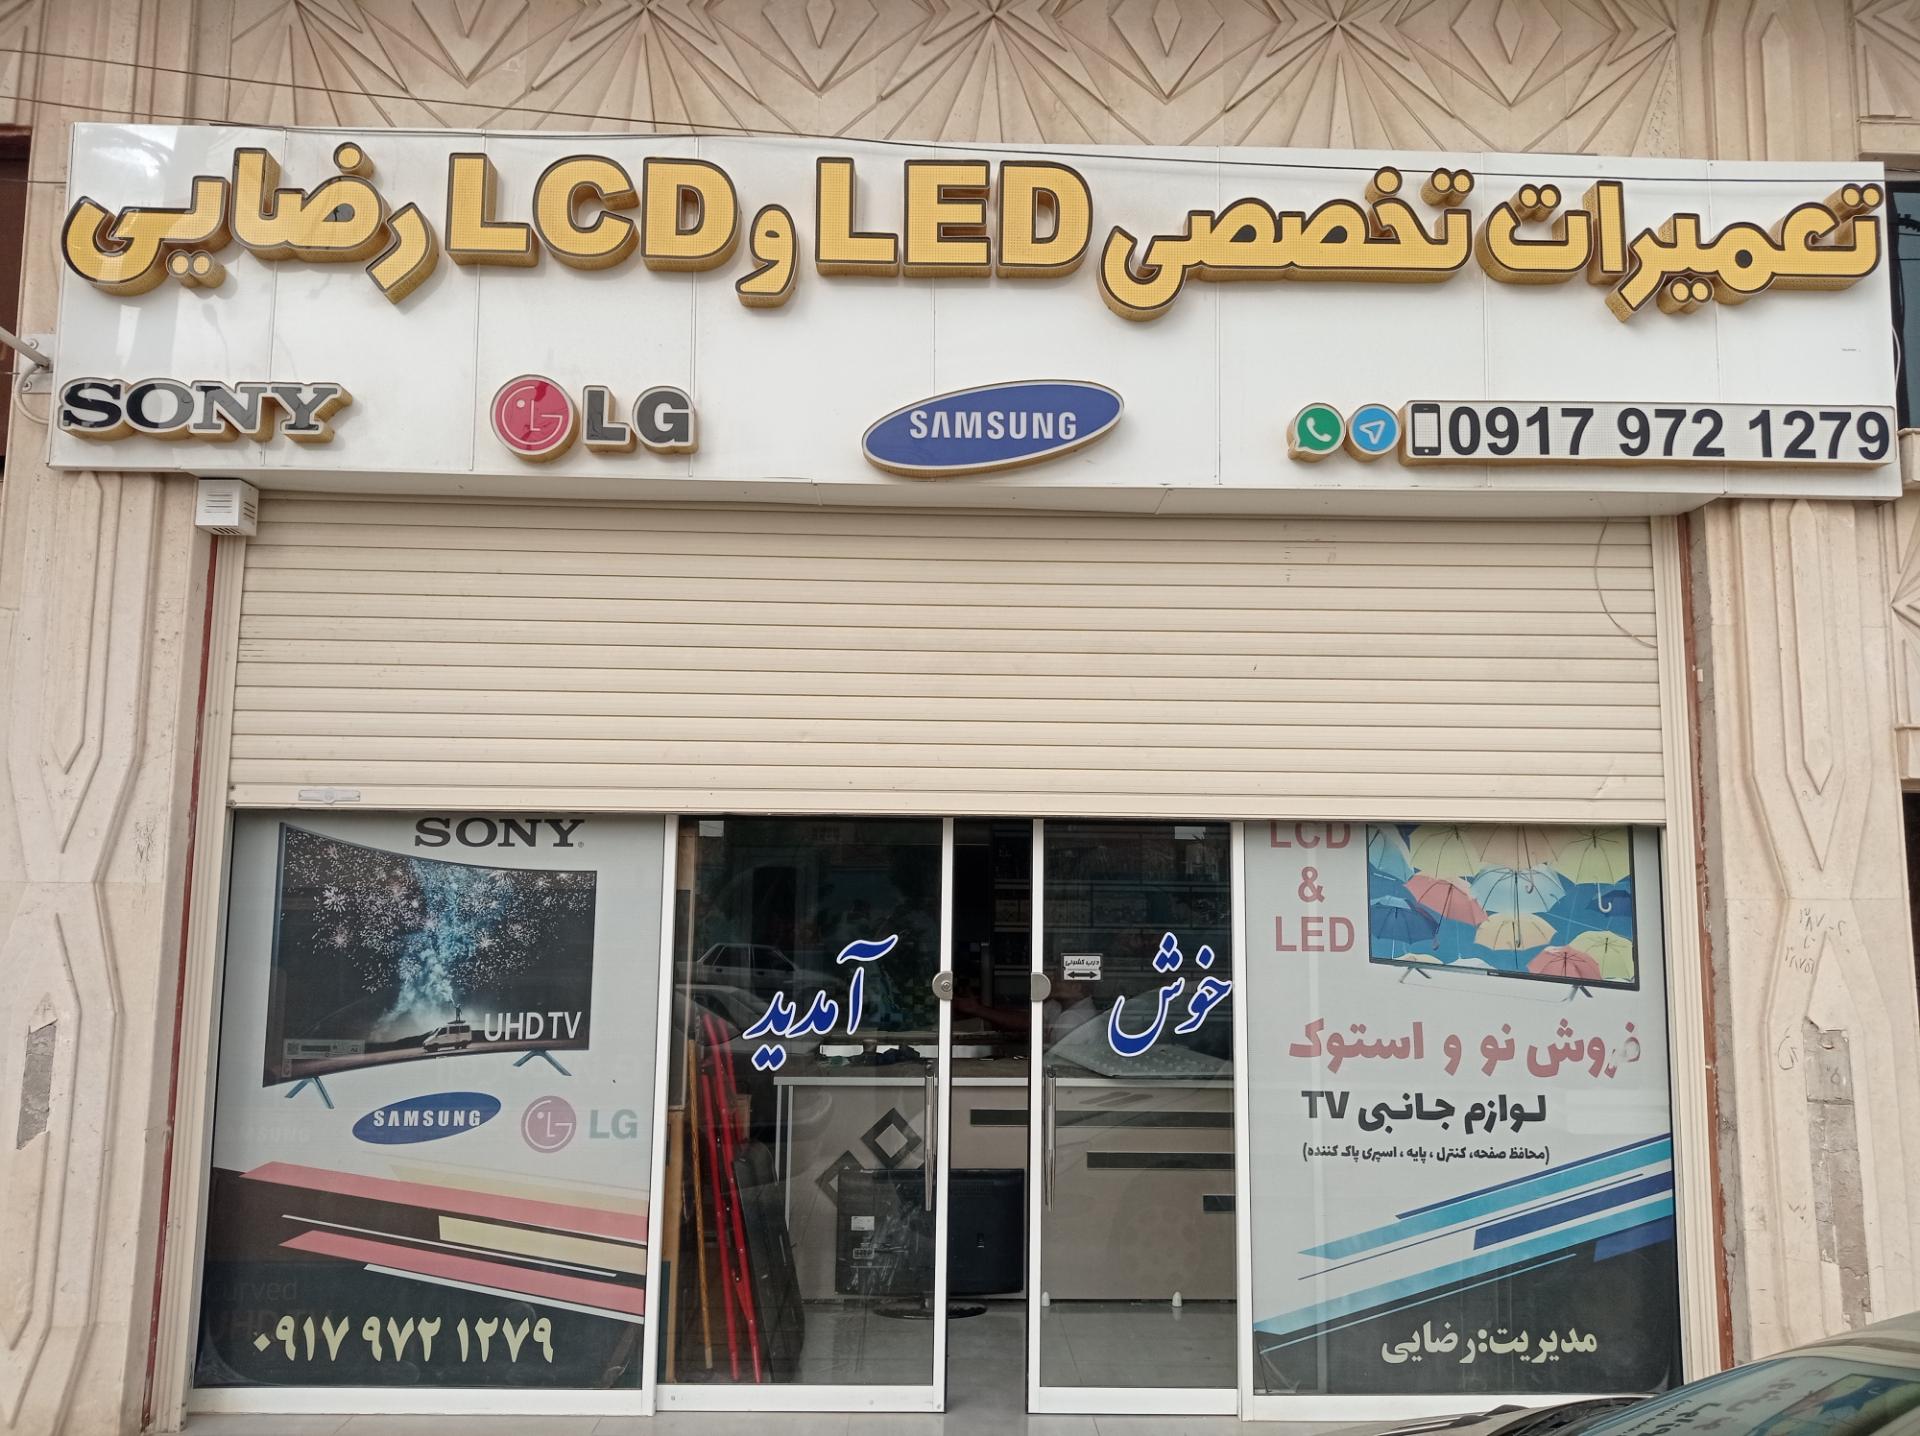 تعمیرات تخصصی LED و LCD رضایی
SONY
LG
SAMSUNG
0917 972 1279
SONY
UHD TV
SAMSUNG
LG
۰۹۱۷ ۹۷۲ ۱۲۷۹
خوش آمدید
درب کشویی
LCD
&
LED
فروش نو و استوک
لوازم جانبی TV
(محافظ صفحه، کنترل ، پایه ، اسپری پاک کننده)
مدیریت: رضایی